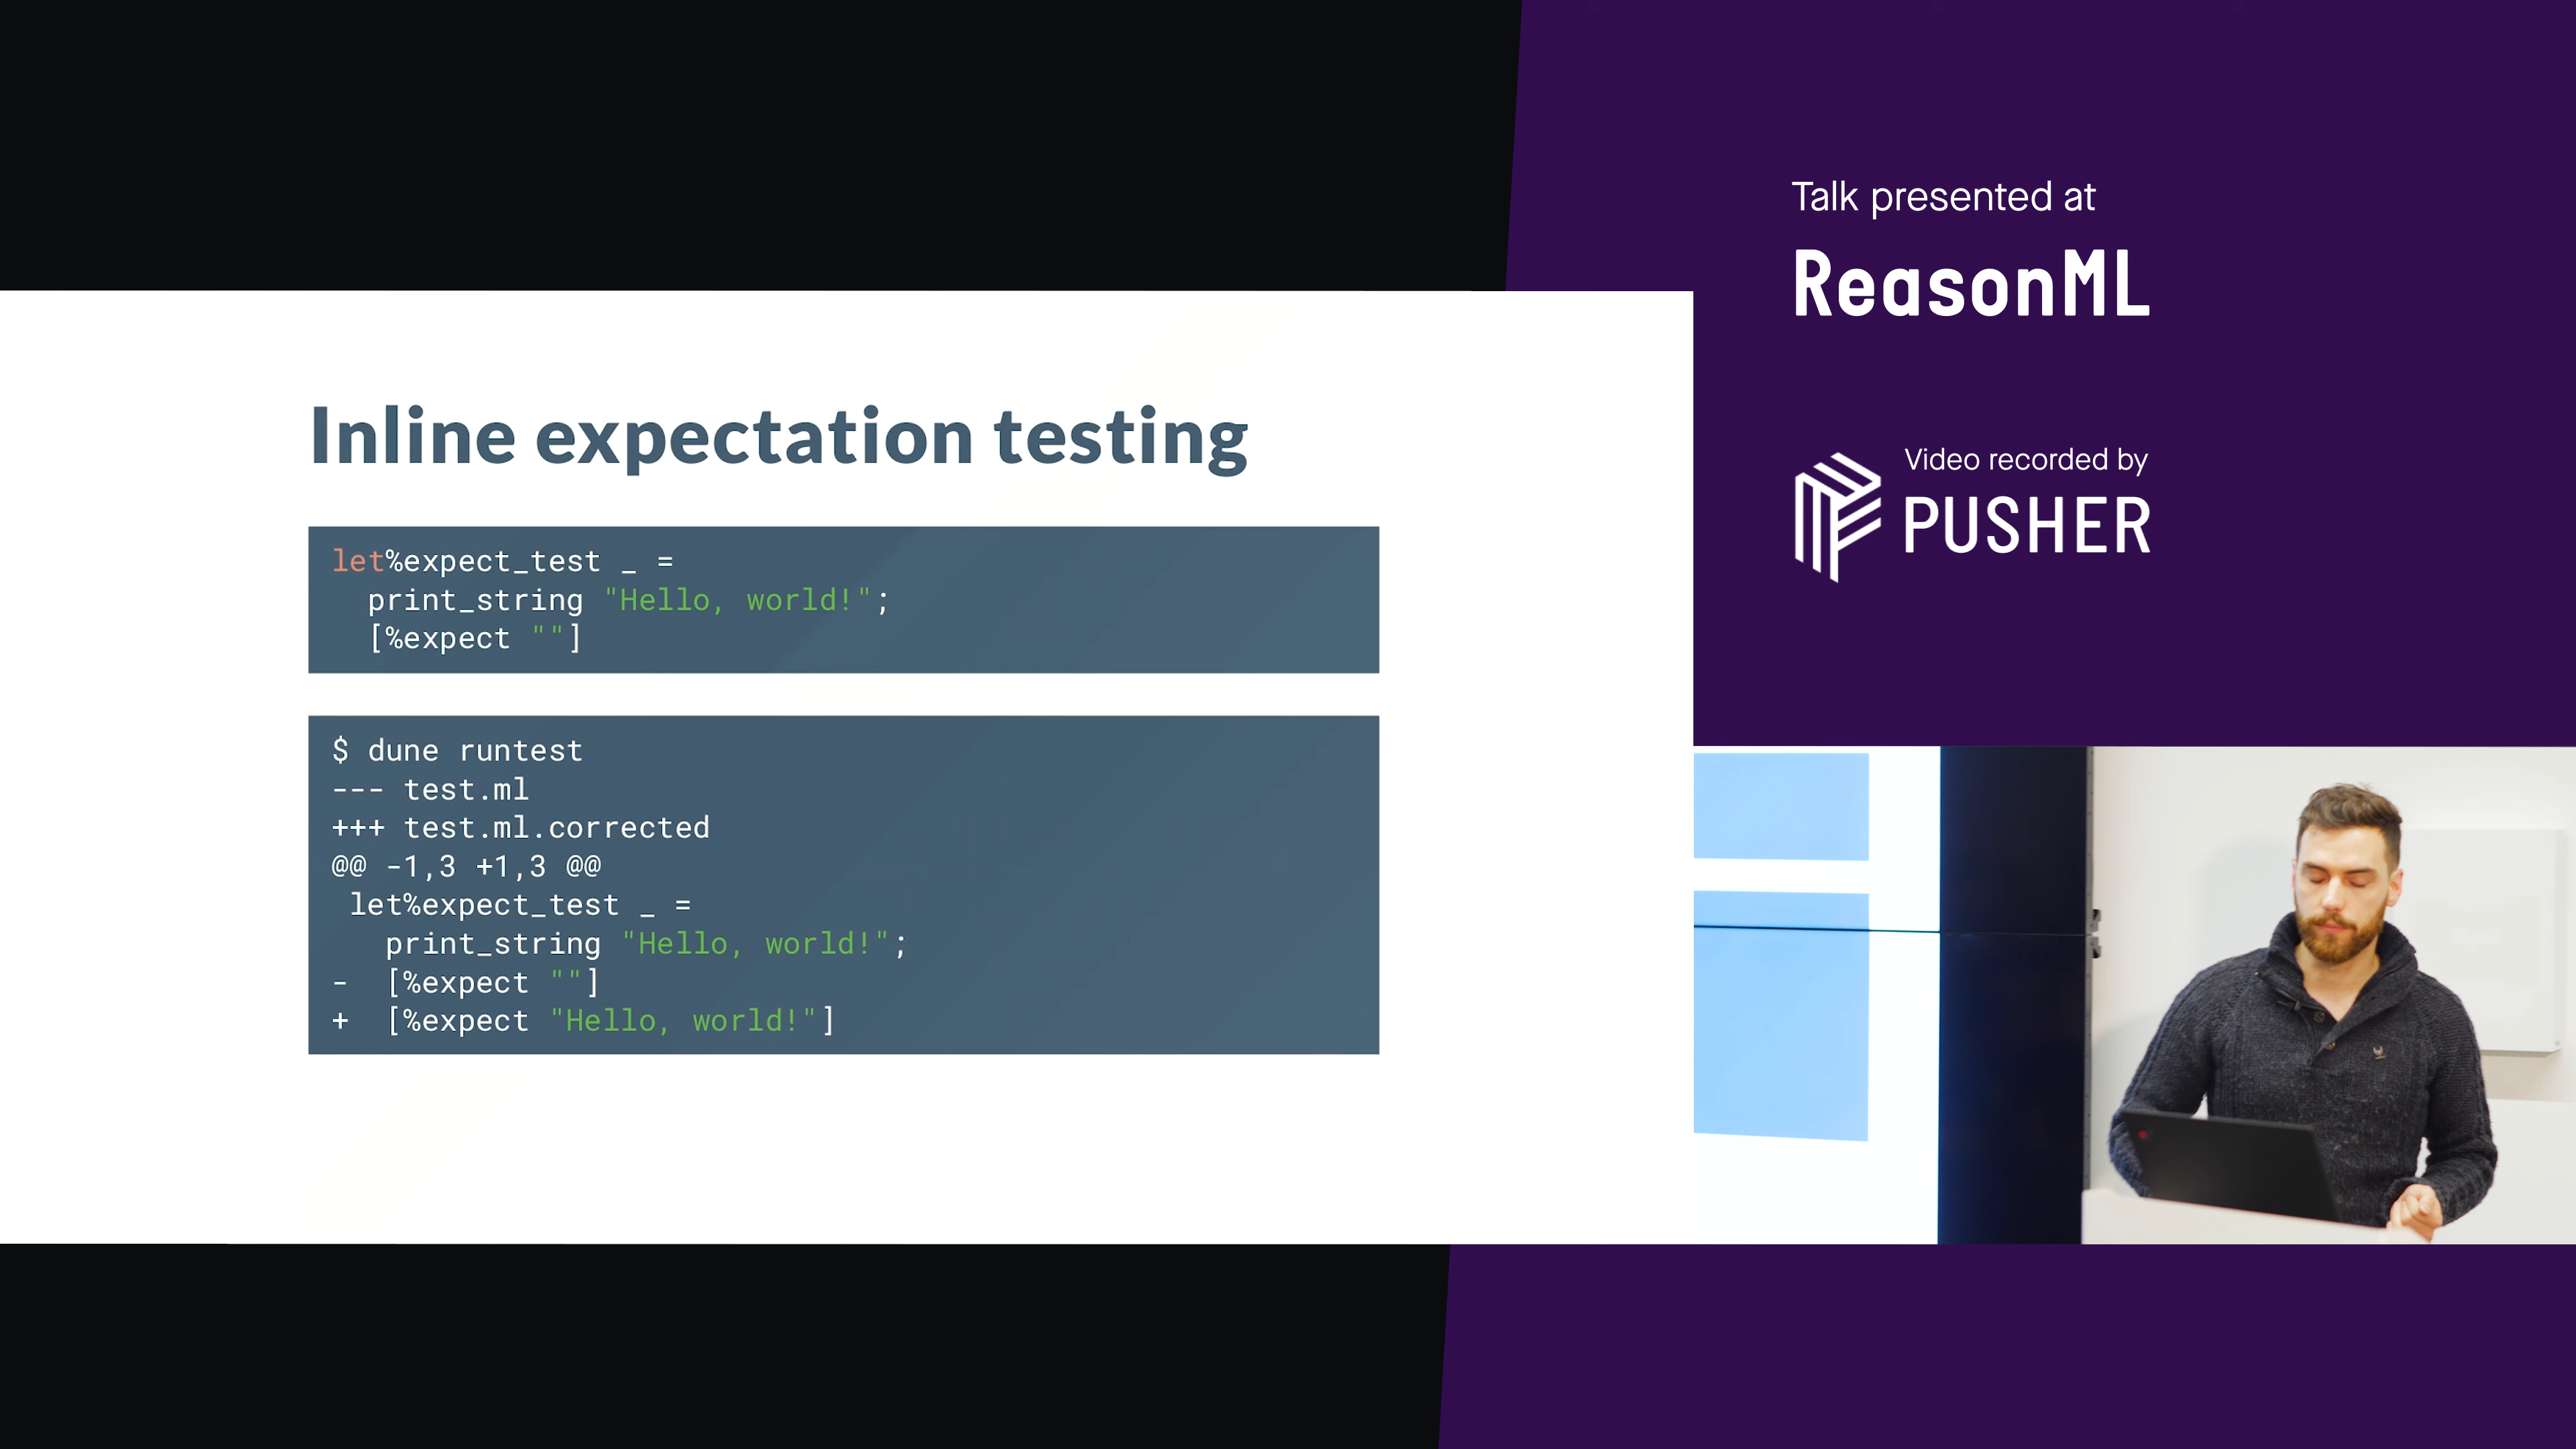 Talk presented at
ReasonML
Video recorded by
PUSHER
Inline expectation testing
let%expect_test _ =
  print_string "Hello, world!";
  [%expect ""]
$ dune runtest
--- test.ml
+++ test.ml.corrected
@@ -1,3 +1,3 @@
 let%expect_test _ =
   print_string "Hello, world!";
-  [%expect ""]
+  [%expect "Hello, world!"]